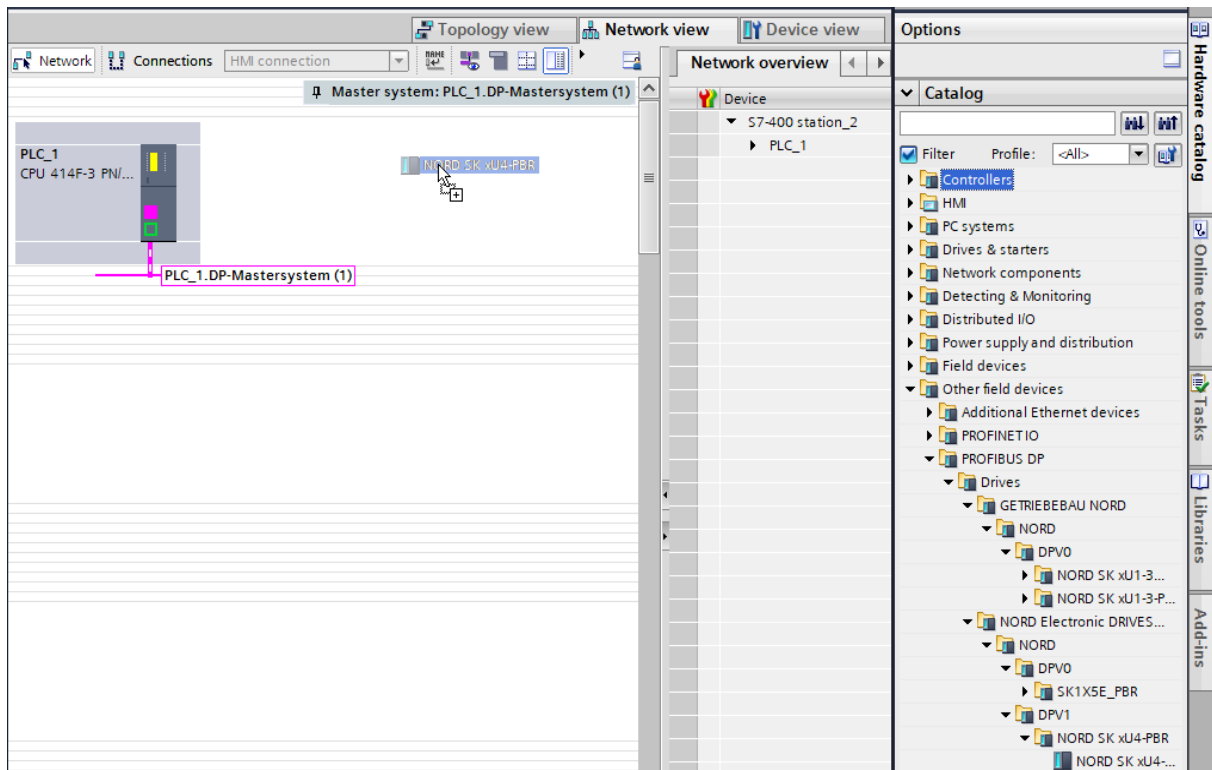 Topology view
Network view
Device view
Options
Network
Connections
HMI connection
NAME
Network overview
Hardware catalog
Master system: PLC_1.DP-Mastersystem (1)
Device
Catalog
S7-400 station_2
PLC_1
PLC_1
CPU 414F-3 PN/...
NORD SK xU4-PBR
PLC_1.DP-Mastersystem (1)
Filter
Profile:
<All>
Controllers
HMI
PC systems
Drives & starters
Network components
Detecting & Monitoring
Distributed I/O
Power supply and distribution
Field devices
Other field devices
Additional Ethernet devices
PROFINET IO
PROFIBUS DP
Drives
GETRIEBEBAU NORD
NORD
DPV0
NORD SK xU1-3...
NORD SK xU1-3-P...
NORD Electronic DRIVES...
NORD
DPV0
SK1X5E_PBR
DPV1
NORD SK xU4-PBR
NORD SK xU4-...
Online tools
Tasks
Libraries
Add-ins